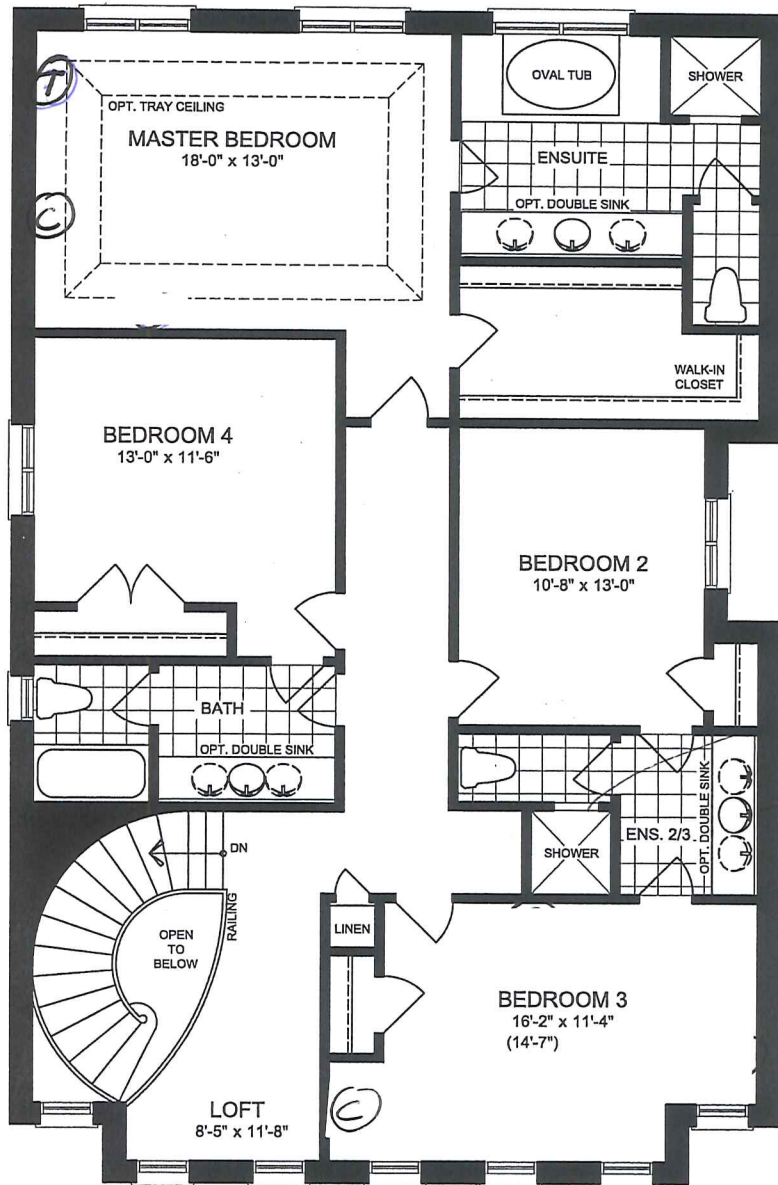 OVAL TUB
SHOWER
T
OPT. TRAY CEILING
MASTER BEDROOM
18'-0" x 13'-0"
ENSUITE
OPT. DOUBLE SINK
C
WALK-IN
CLOSET
BEDROOM 4
13'-0" x 11'-6"
BEDROOM 2
10'-8" x 13'-0"
BATH
OPT. DOUBLE SINK
OPT. DOUBLE SINK
ENS. 2/3
SHOWER
DN
RAILING
OPEN
TO
BELOW
LINEN
BEDROOM 3
16'-2" x 11'-4"
(14'-7")
C
LOFT
8'-5" x 11'-8"